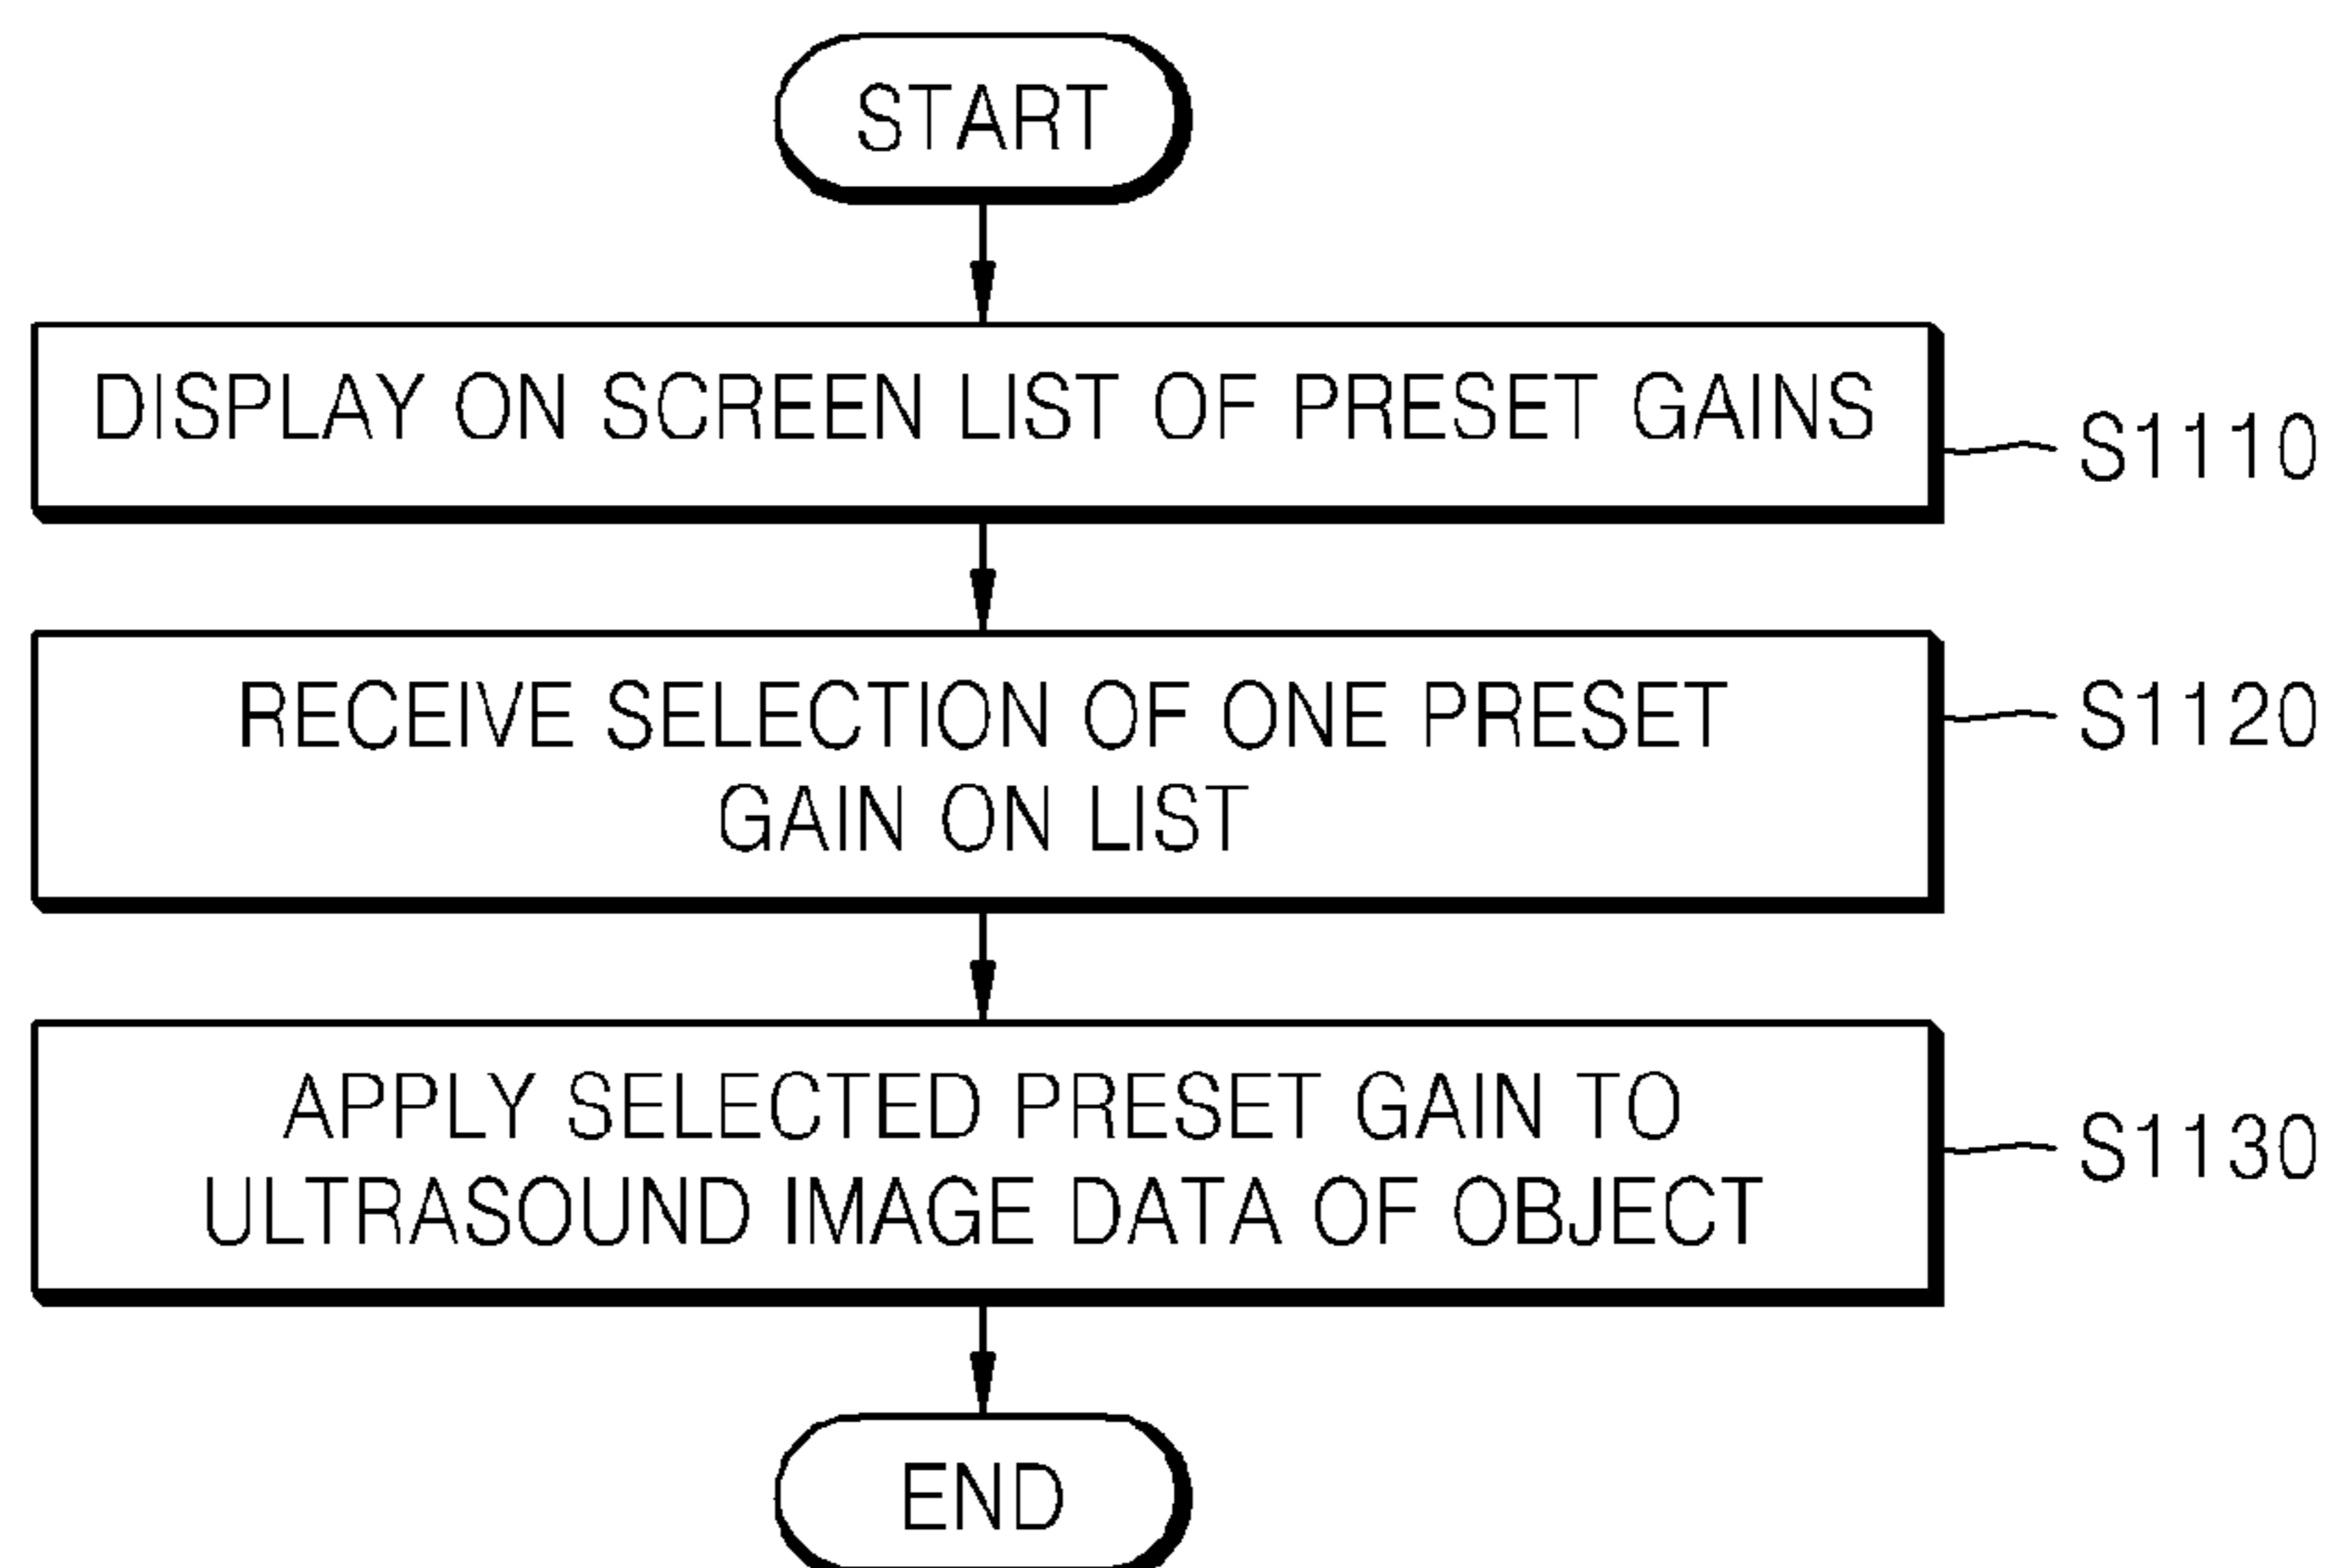 START
DISPLAY ON SCREEN LIST OF PRESET GAINS
S1110
RECEIVE SELECTION OF ONE PRESET
GAIN ON LIST
S1120
APPLY SELECTED PRESET GAIN TO
ULTRASOUND IMAGE DATA OF OBJECT
S1130
END